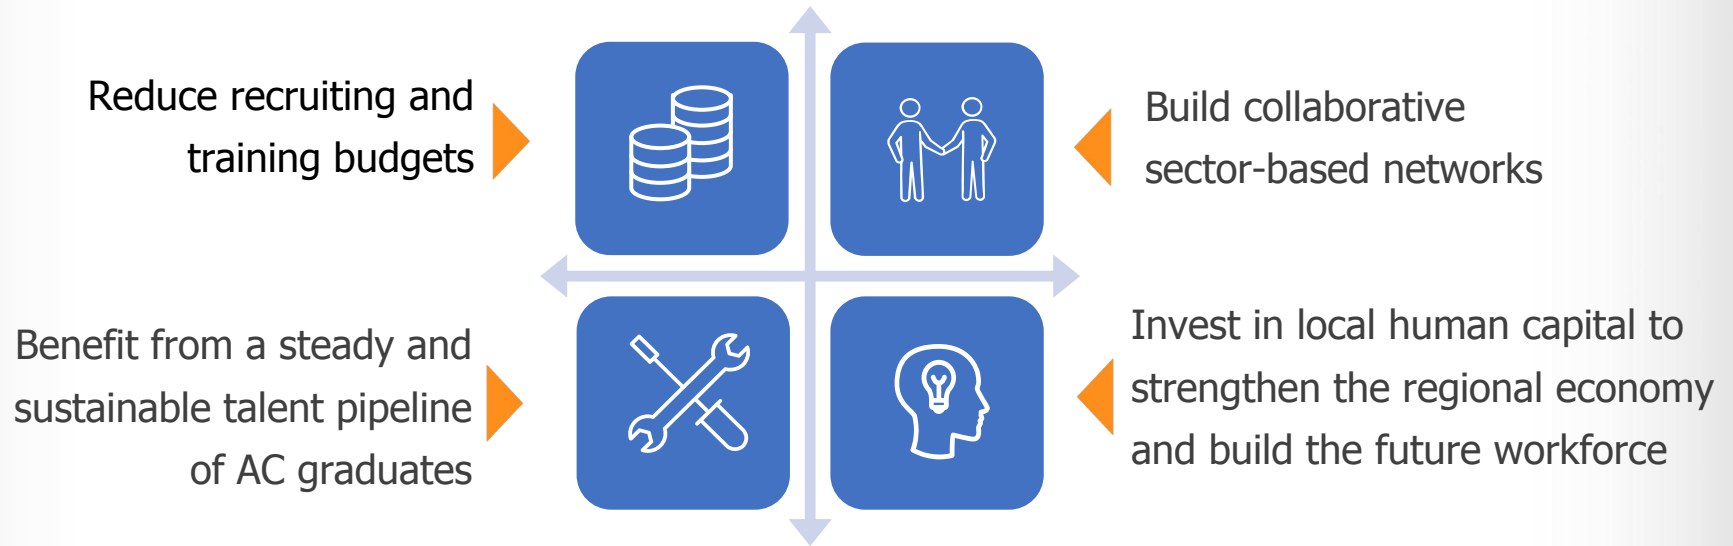 Reduce recruiting and
training budgets
Build collaborative
sector-based networks
Benefit from a steady and
sustainable talent pipeline
of AC graduates
Invest in local human capital to
strengthen the regional economy
and build the future workforce